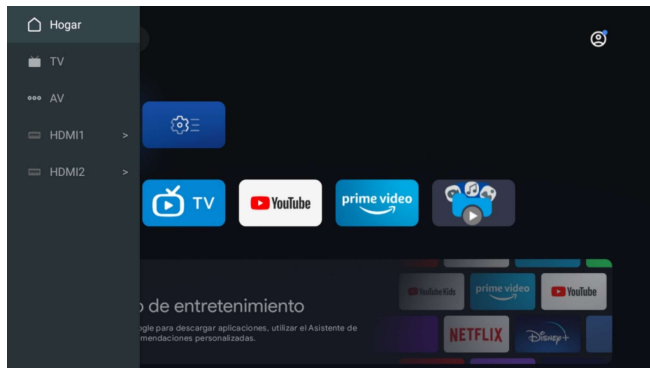 Hogar
TV
AV
HDMI1 >
HDMI2 >
TV
YouTube
prime video
o de entretenimiento
ogle para descargar aplicaciones, utilizar el Asistente de
mendaciones personalizadas.
YouTube Kids
prime video
YouTube
NETFLIX
Disney+